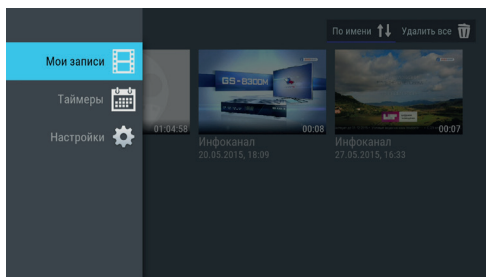 По имени Удалить все
Мои записи
Таймеры
Настройки
GS-B300M
01:04:58
00:08
00:07
Инфоканал
20.05.2015, 18:09
Инфоканал
27.05.2015, 16:33